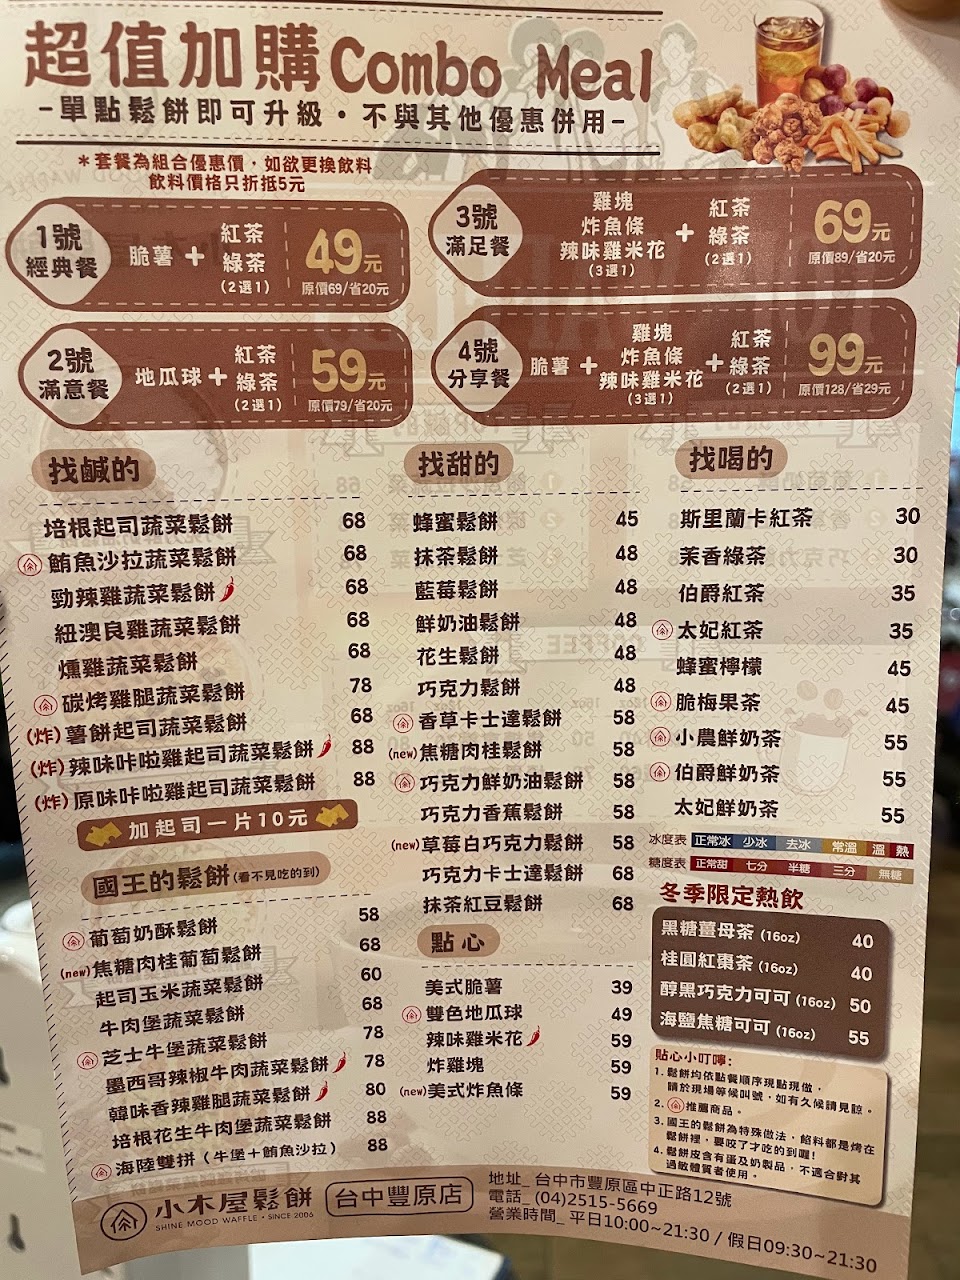 超值加購Combo Meal
-單點鬆餅即可升級・不與其他優惠併用-
＊套餐為組合優惠價，如欲更換飲料
飲料價格只折抵5元
1號
經典餐
脆薯 + 紅茶 綠茶 (2選1)
49元
原價69/省20元
2號
滿意餐
地瓜球 + 紅茶 綠茶 (2選1)
59元
原價79/省20元
3號
滿足餐
雞塊 炸魚條 辣味雞米花 (3選1) + 紅茶 綠茶 (2選1)
69元
原價89/省20元
4號
分享餐
脆薯 + 雞塊 炸魚條 辣味雞米花 (3選1) + 紅茶 綠茶 (2選1)
99元
原價128/省29元
找鹹的
培根起司蔬菜鬆餅 68
鮪魚沙拉蔬菜鬆餅 68
勁辣雞蔬菜鬆餅 68
紐澳良雞蔬菜鬆餅 68
燻雞蔬菜鬆餅 68
碳烤雞腿蔬菜鬆餅 78
(炸) 薯餅起司蔬菜鬆餅 68
(炸) 辣味咔啦雞起司蔬菜鬆餅 88
(炸) 原味咔啦雞起司蔬菜鬆餅 88
加起司一片10元
國王的鬆餅 (看不見吃的到)
葡萄奶酥鬆餅 58
(new) 焦糖肉桂葡萄鬆餅 68
起司玉米蔬菜鬆餅 60
牛肉堡蔬菜鬆餅 68
芝士牛堡蔬菜鬆餅 78
墨西哥辣椒牛肉蔬菜鬆餅 78
韓味香辣雞腿蔬菜鬆餅 80
培根花生牛肉堡蔬菜鬆餅 88
海陸雙拼（牛堡＋鮪魚沙拉） 88
找甜的
蜂蜜鬆餅 45
抹茶鬆餅 48
藍莓鬆餅 48
鮮奶油鬆餅 48
花生鬆餅 48
巧克力鬆餅 48
香草卡士達鬆餅 58
(new) 焦糖肉桂鬆餅 58
巧克力鮮奶油鬆餅 58
巧克力香蕉鬆餅 58
(new) 草莓白巧克力鬆餅 58
巧克力卡士達鬆餅 68
抹茶紅豆鬆餅 68
點心
美式脆薯 39
雙色地瓜球 49
辣味雞米花 59
炸雞塊 59
(new) 美式炸魚條 59
找喝的
斯里蘭卡紅茶 30
茉香綠茶 30
伯爵紅茶 35
太妃紅茶 35
蜂蜜檸檬 45
脆梅果茶 45
小農鮮奶茶 55
伯爵鮮奶茶 55
太妃鮮奶茶 55
冰度表 正常冰 少冰 去冰 常溫 溫 熱
糖度表 正常甜 七分 半糖 三分 無糖
冬季限定熱飲
黑糖薑母茶 (16oz) 40
桂圓紅棗茶 (16oz) 40
醇黑巧克力可可 (16oz) 50
海鹽焦糖可可 (16oz) 55
貼心小叮嚀：
1. 鬆餅均依點餐順序現點現做，
請於現場等候叫號，如有久候請見諒。
2. 推薦商品。
3. 國王的鬆餅為特殊做法，餡料都是烤在
鬆餅裡，要咬了才吃的到喔!
4. 鬆餅皮含有蛋及奶製品，不適合對其
過敏體質者使用。
小木屋鬆餅
SHINE MOOD WAFFLE・SINCE 2006
台中豐原店
地址_ 台中市豐原區中正路12號
電話_ (04)2515-5669
營業時間_ 平日10:00~21:30 / 假日09:30~21:30